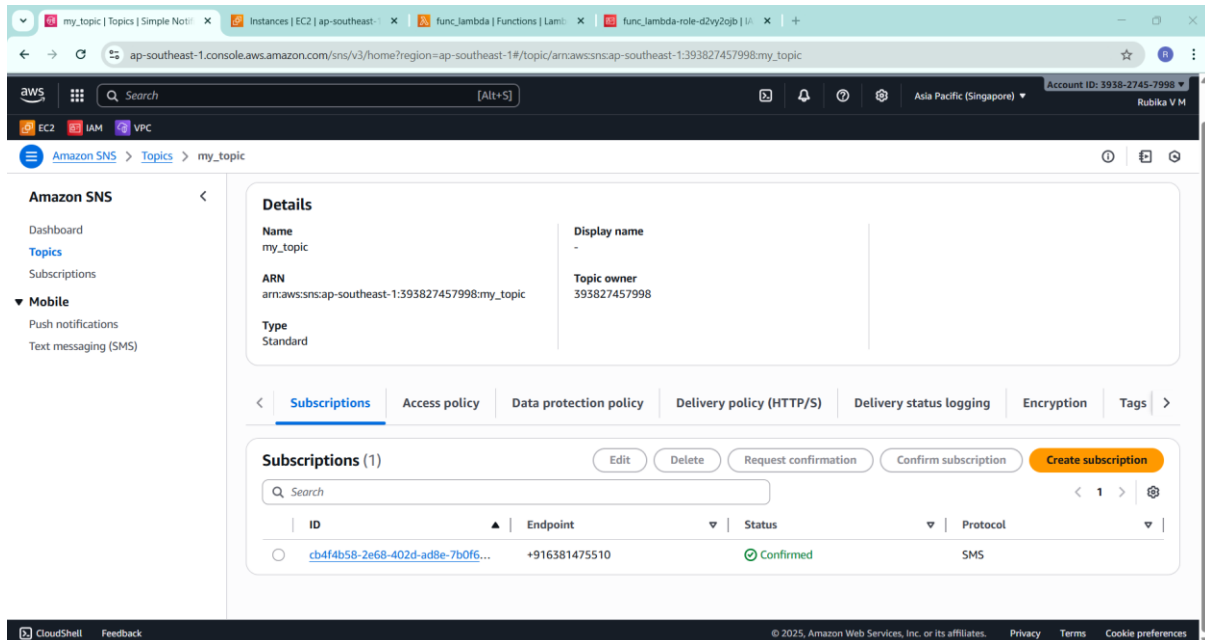 my_topic | Topics | Simple Notif
Instances | EC2 | ap-southeast-1
func_lambda | Functions | Lamb
func_lambda-role-d2vy2ojb | IA
ap-southeast-1.console.aws.amazon.com/sns/v3/home?region=ap-southeast-1#/topic/arn:aws:sns:ap-southeast-1:393827457998:my_topic
R
aws
Search
[Alt+S]
Asia Pacific (Singapore)
Account ID: 3938-2745-7998
Rubika V M
EC2 IAM VPC
Amazon SNS > Topics > my_topic
Amazon SNS
Dashboard
Topics
Subscriptions
Mobile
Push notifications
Text messaging (SMS)
Details
Name
my_topic
Display name
-
ARN
arn:aws:sns:ap-southeast-1:393827457998:my_topic
Topic owner
393827457998
Type
Standard
Subscriptions Access policy Data protection policy Delivery policy (HTTP/S) Delivery status logging Encryption Tags
Subscriptions (1)
Edit Delete Request confirmation Confirm subscription Create subscription
Search
1
ID Endpoint Status Protocol
cb4f4b58-2e68-402d-ad8e-7b0f6... +916381475510 Confirmed SMS
CloudShell Feedback © 2025, Amazon Web Services, Inc. or its affiliates. Privacy Terms Cookie preferences